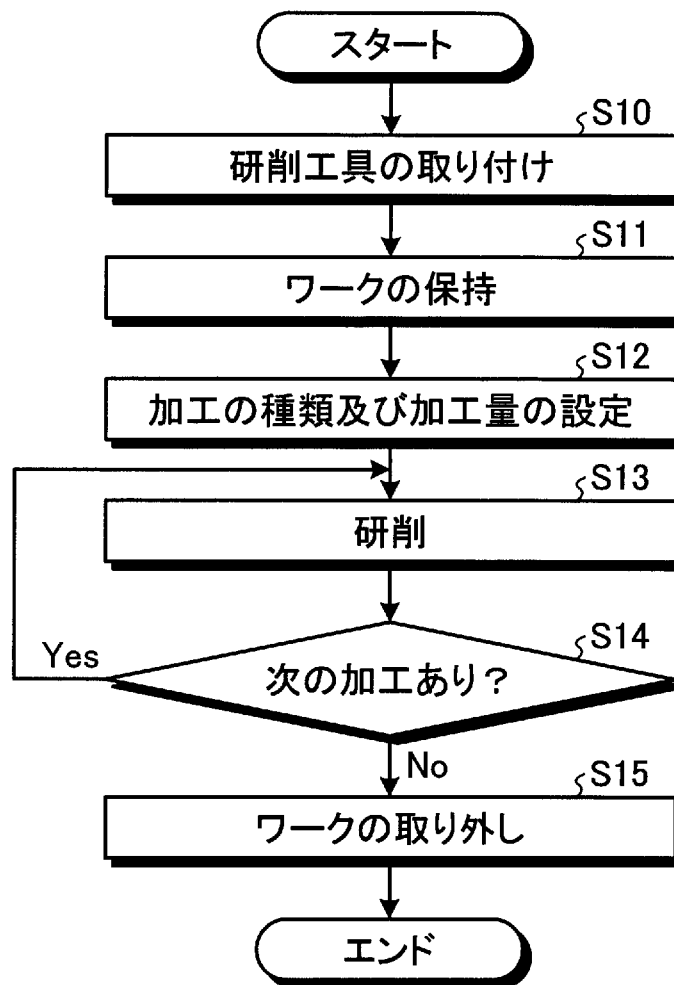 スタート
S10
研削工具の取り付け
S11
ワークの保持
S12
加工の種類及び加工量の設定
S13
研削
S14
Yes
次の加工あり？
No
S15
ワークの取り外し
エンド